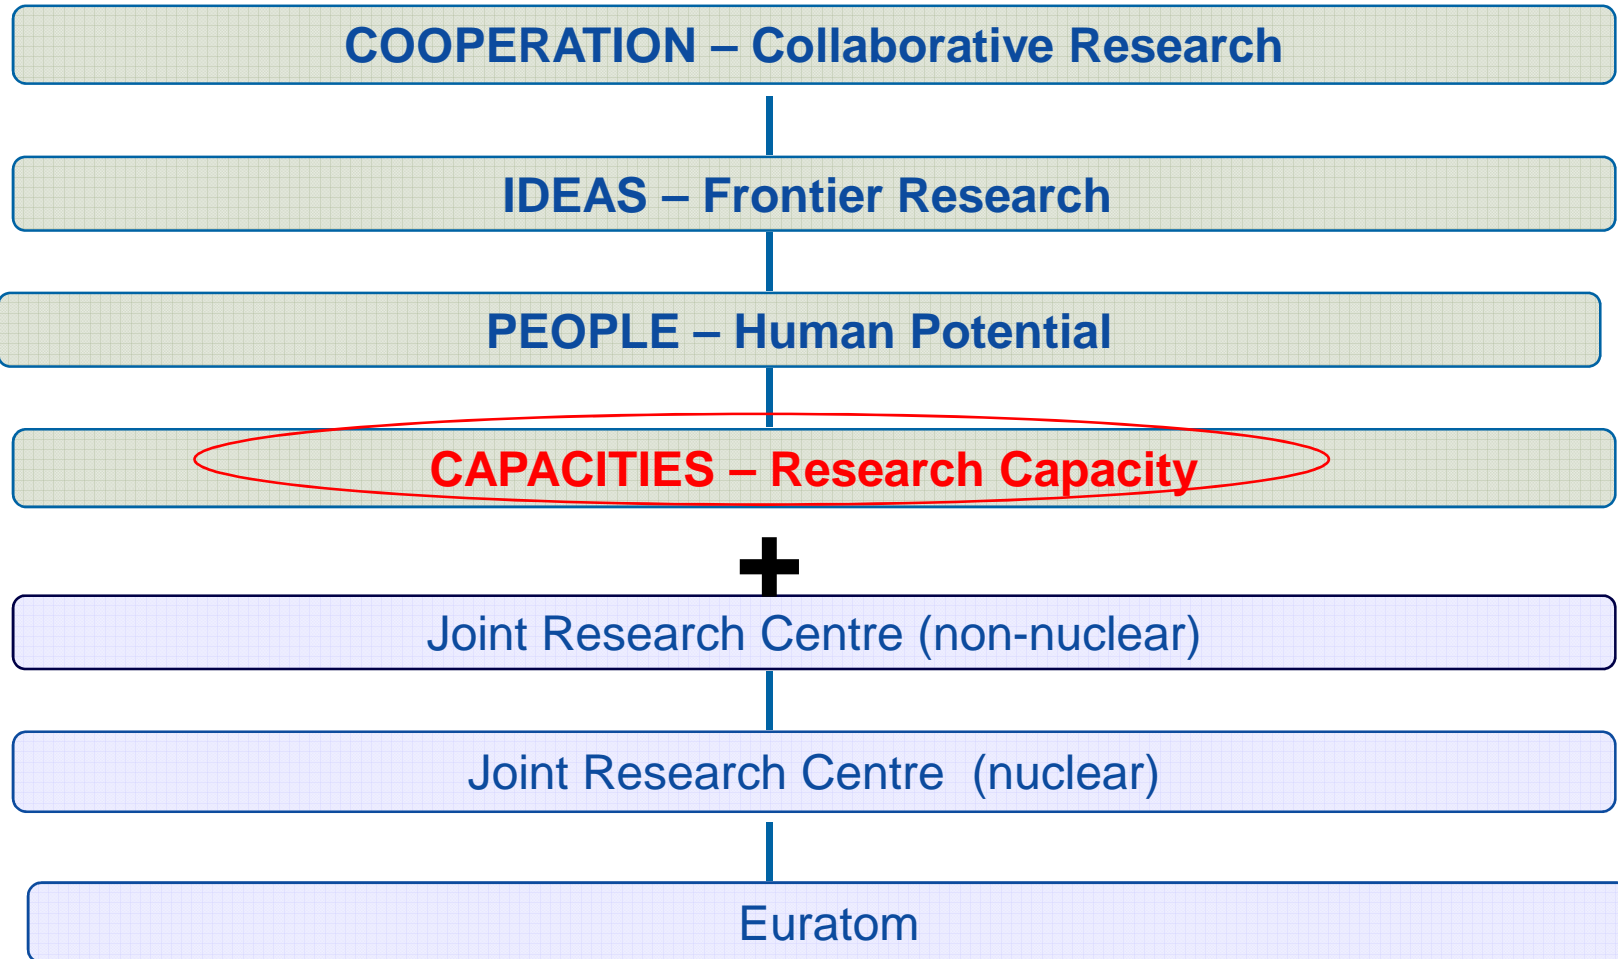 COOPERATION – Collaborative Research
IDEAS – Frontier Research
PEOPLE – Human Potential
CAPACITIES – Research Capacity
+
Joint Research Centre (non-nuclear)
Joint Research Centre (nuclear)
Euratom